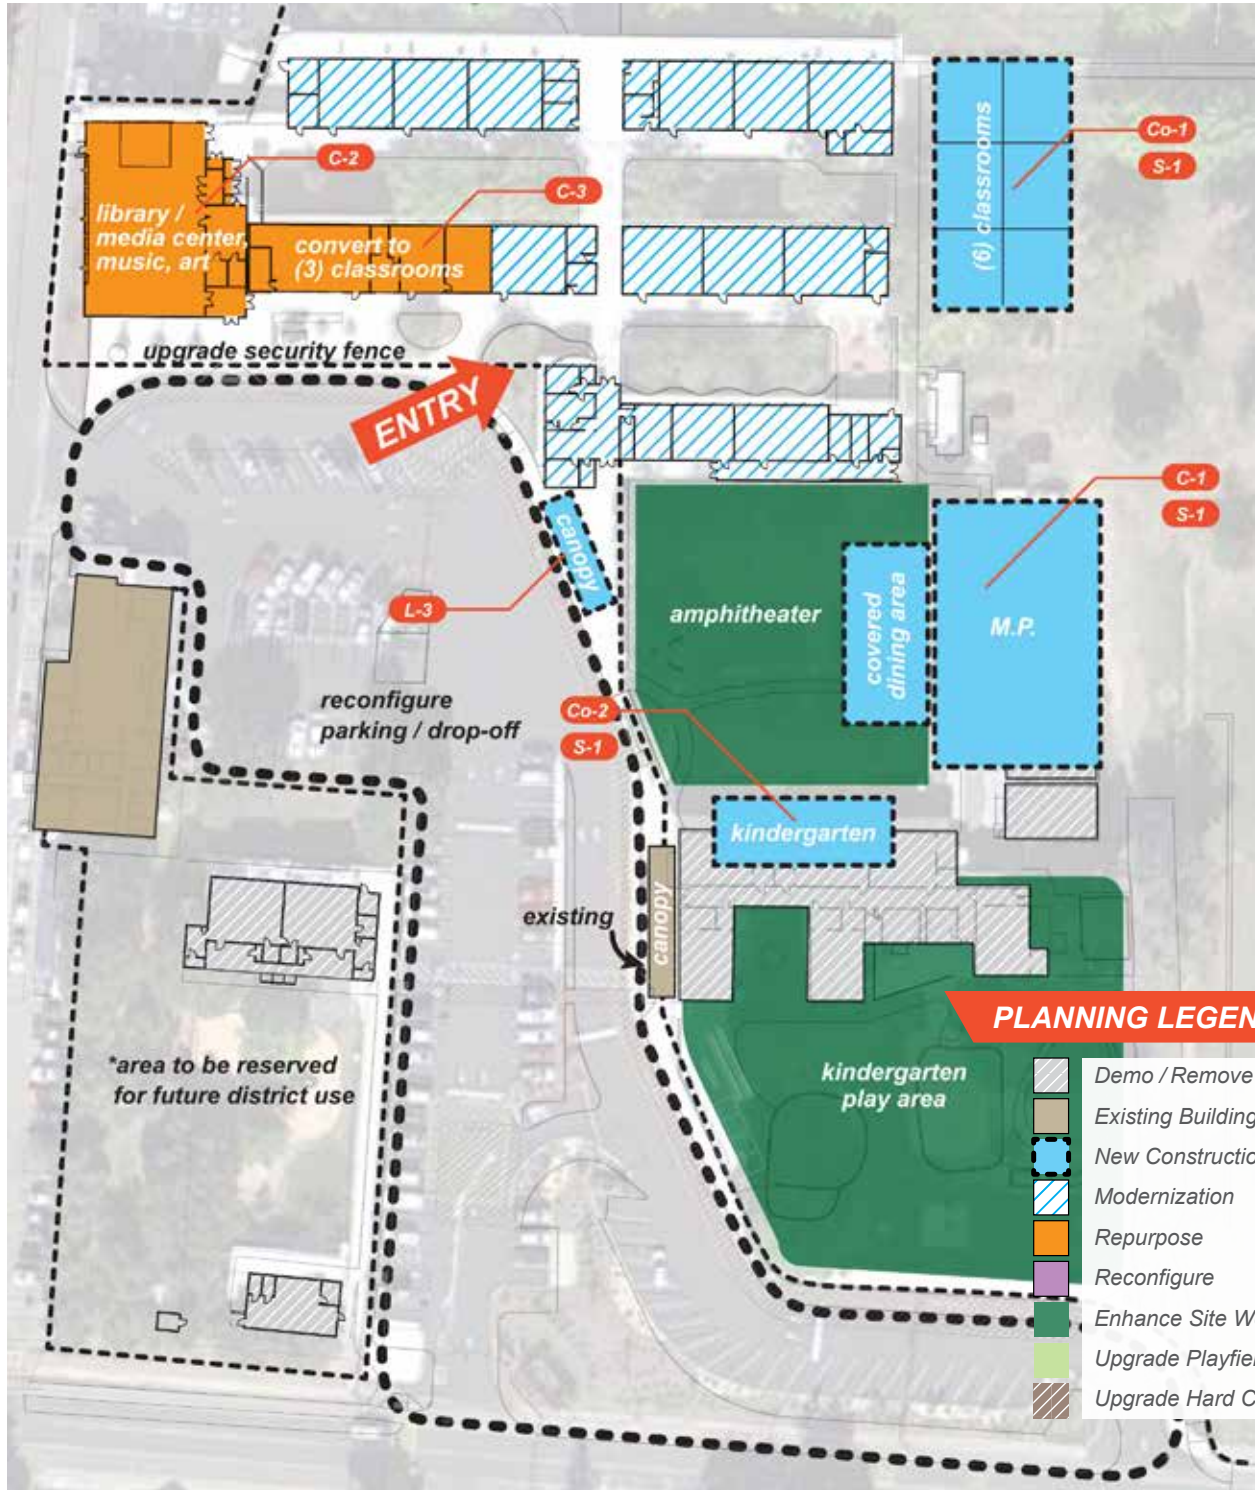 (6) classrooms
Co-1
S-1
C-2
C-3
library /
media center,
music, art
convert to
(3) classrooms
upgrade security fence
ENTRY
C-1
S-1
canopy
L-3
amphitheater
covered
dining area
M.P.
reconfigure
parking / drop-off
Co-2
S-1
kindergarten
existing
canopy
*area to be reserved
for future district use
kindergarten
play area
PLANNING LEGEN
Demo / Remove
Existing Building
New Constructio
Modernization
Repurpose
Reconfigure
Enhance Site W
Upgrade Playfie
Upgrade Hard C